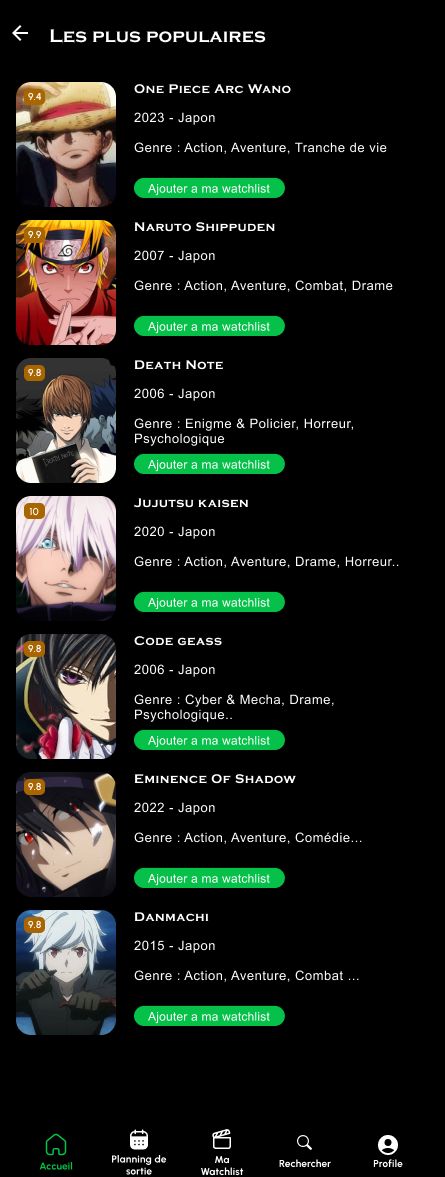 Les plus populaires
9.4
One Piece Arc Wano
2023 - Japon
Genre : Action, Aventure, Tranche de vie
Ajouter a ma watchlist
9.9
Naruto Shippuden
2007 - Japon
Genre : Action, Aventure, Combat, Drame
Ajouter a ma watchlist
9.8
Death Note
2006 - Japon
Genre : Enigme & Policier, Horreur,
Psychologique
Ajouter a ma watchlist
Death Note
10
Jujutsu kaisen
2020 - Japon
Genre : Action, Aventure, Drame, Horreur..
Ajouter a ma watchlist
9.8
Code geass
2006 - Japon
Genre : Cyber & Mecha, Drame,
Psychologique..
Ajouter a ma watchlist
9.8
Eminence Of Shadow
2022 - Japon
Genre : Action, Aventure, Comédie...
Ajouter a ma watchlist
9.8
Danmachi
2015 - Japon
Genre : Action, Aventure, Combat ...
Ajouter a ma watchlist
Accueil
Planning de
sortie
Ma
Watchlist
Rechercher
Profile